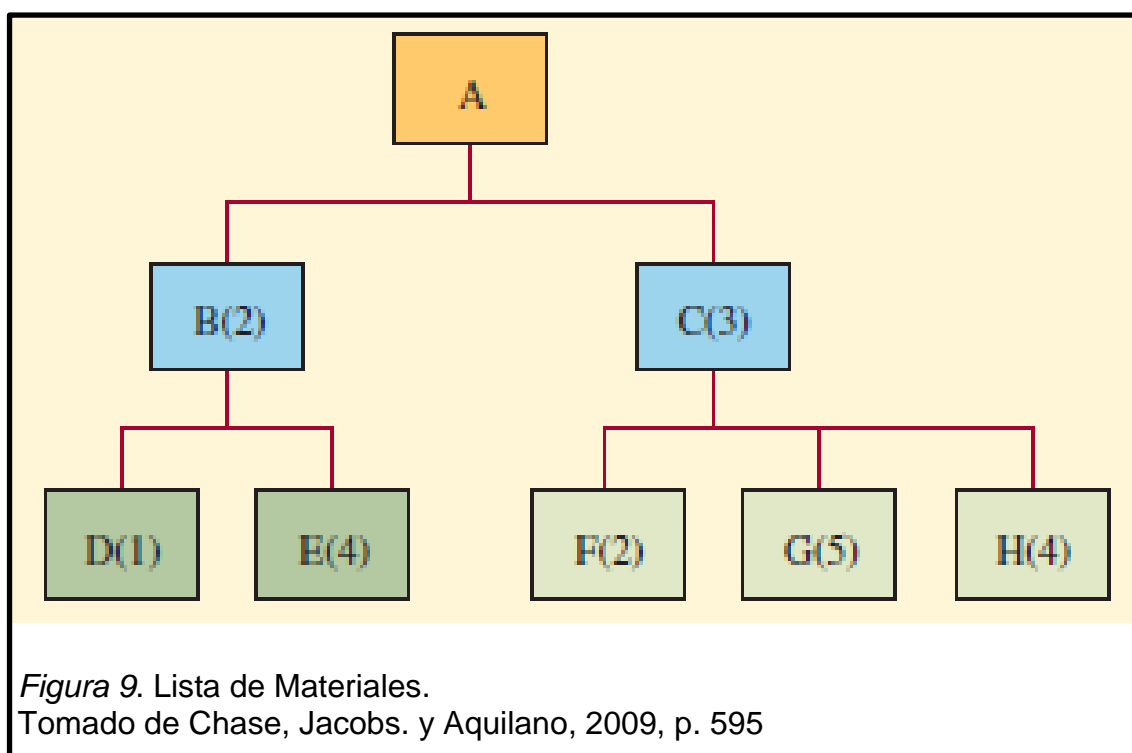 A
B(2)
C(3)
D(1)
E(4)
F(2)
G(5)
H(4)
Figura 9. Lista de Materiales.
Tomado de Chase, Jacobs. y Aquilano, 2009, p. 595